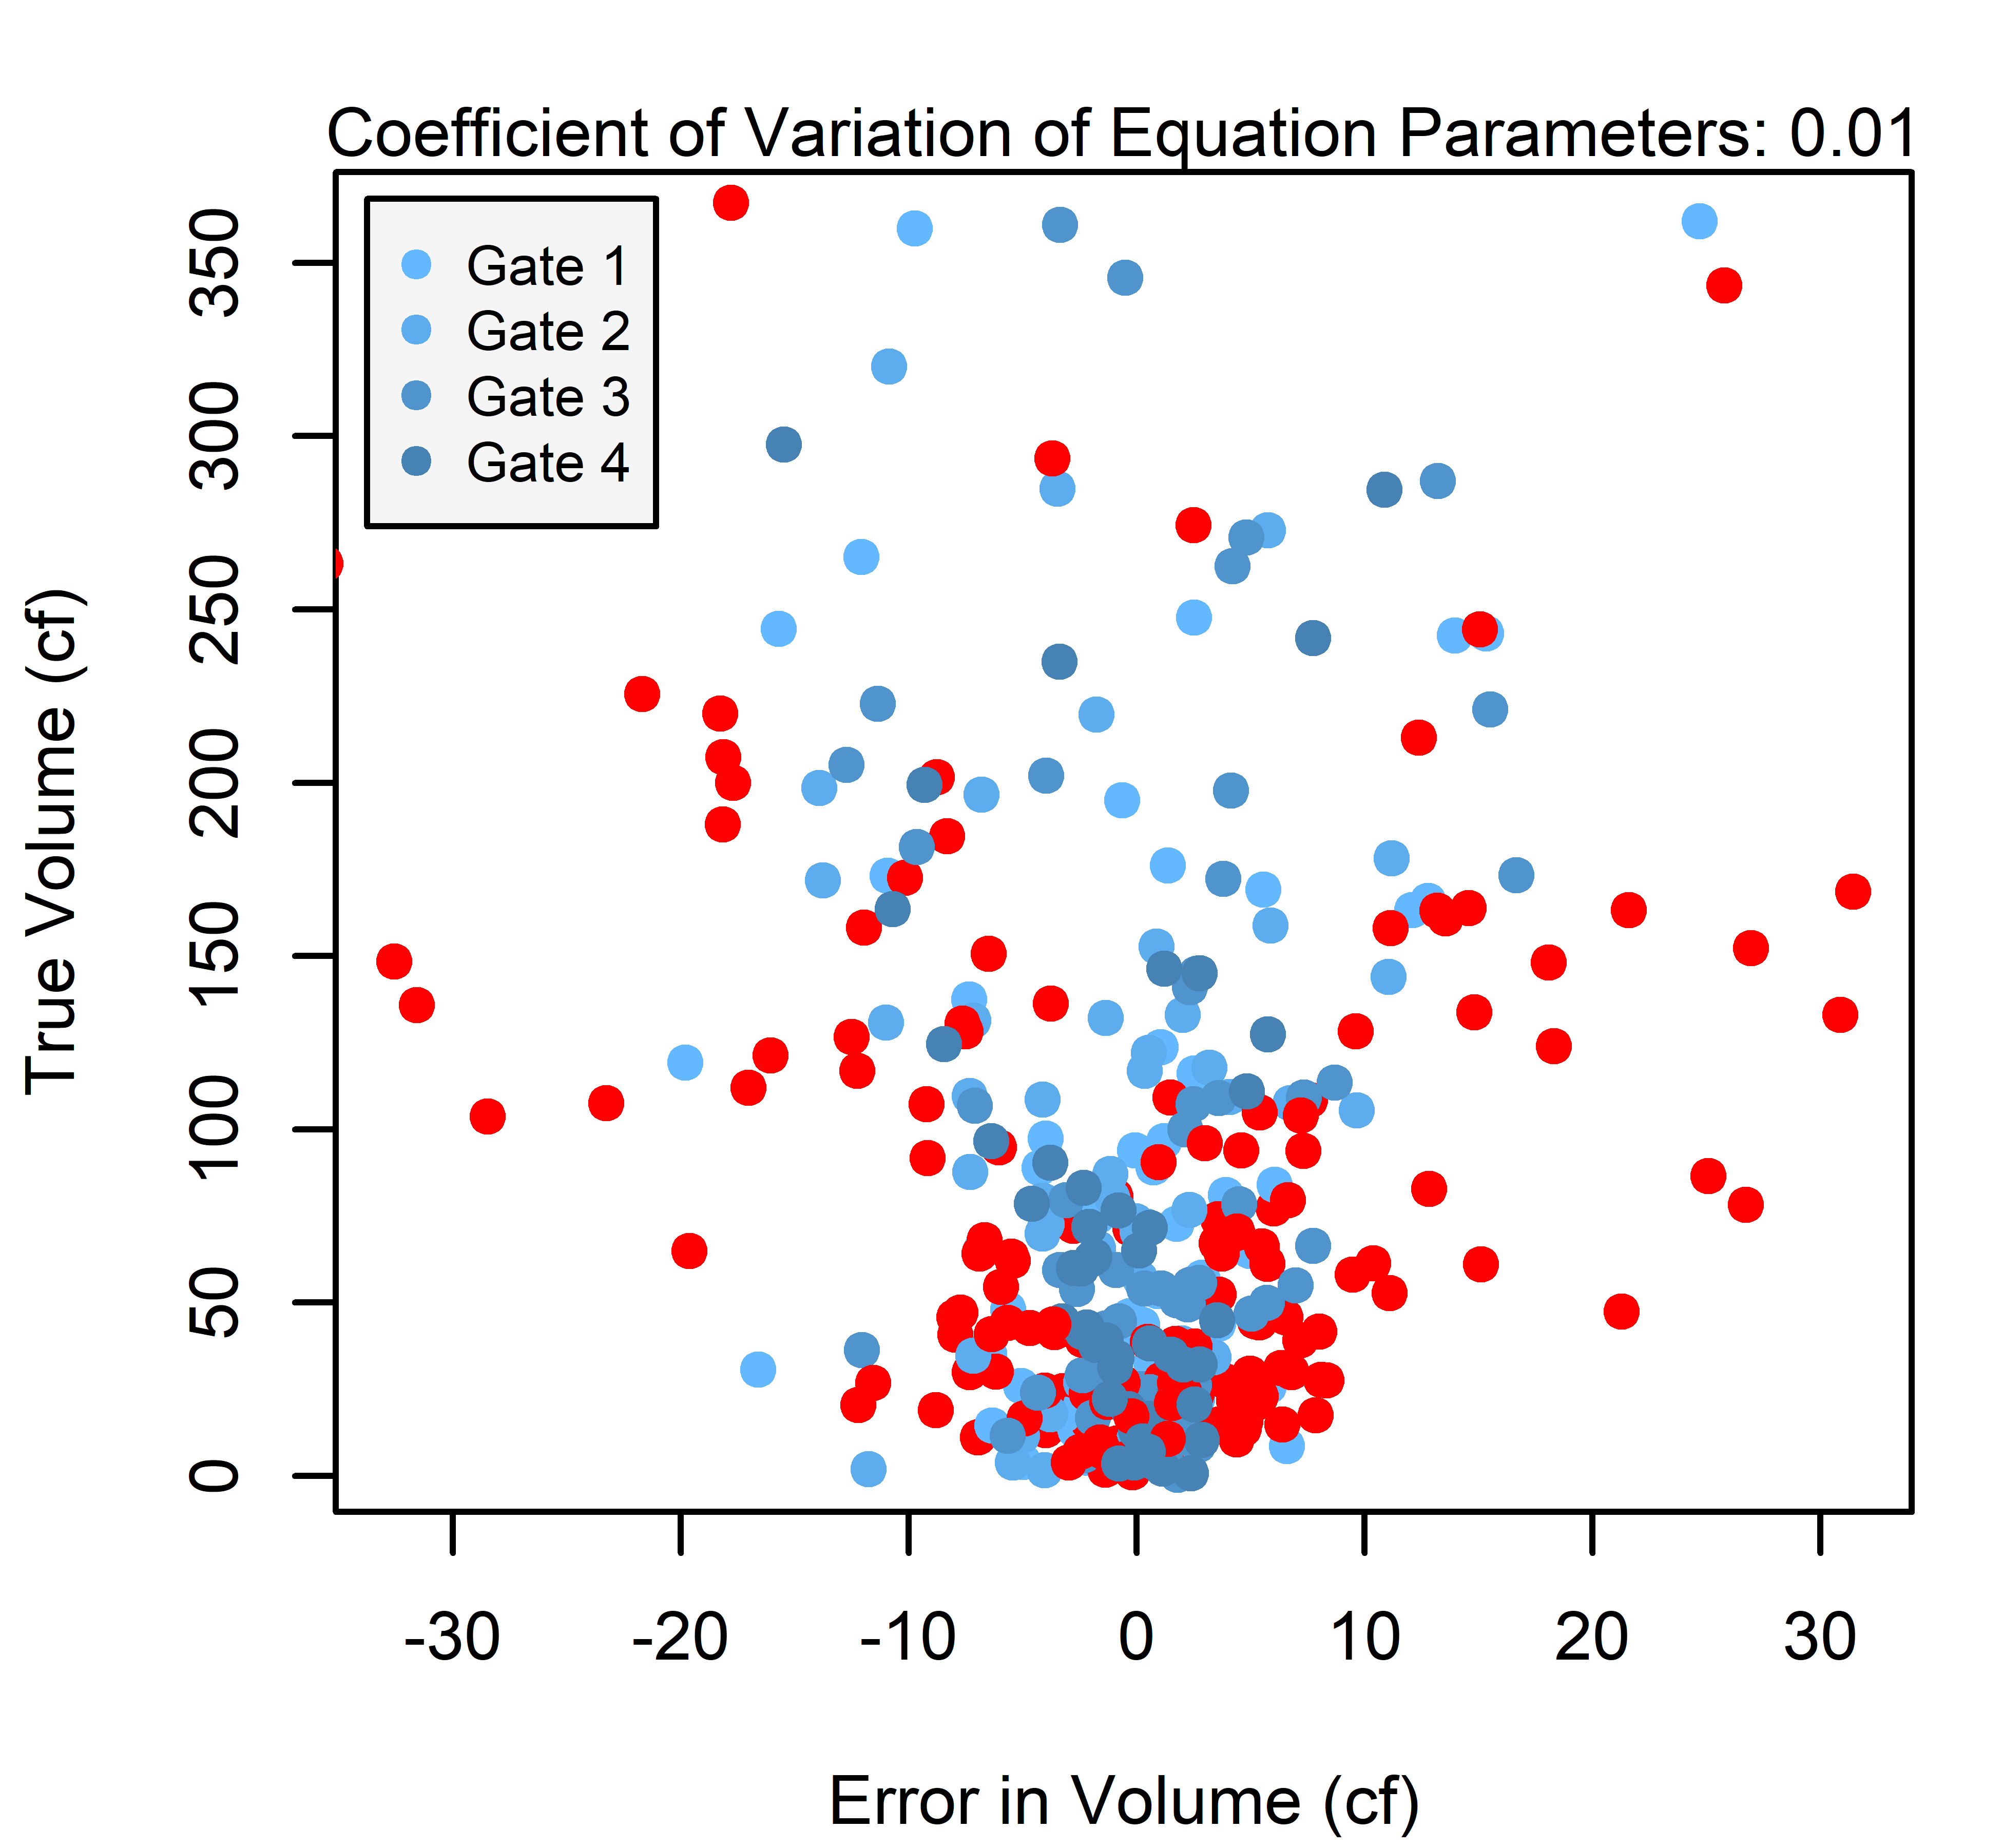 Coefficient of Variation of Equation Parameters: 0.01
Gate 1
Gate 2
Gate 3
Gate 4
True Volume (cf)
350
300
250
200
150
100
50
0
-30 -20 -10 0 10 20 30
Error in Volume (cf)